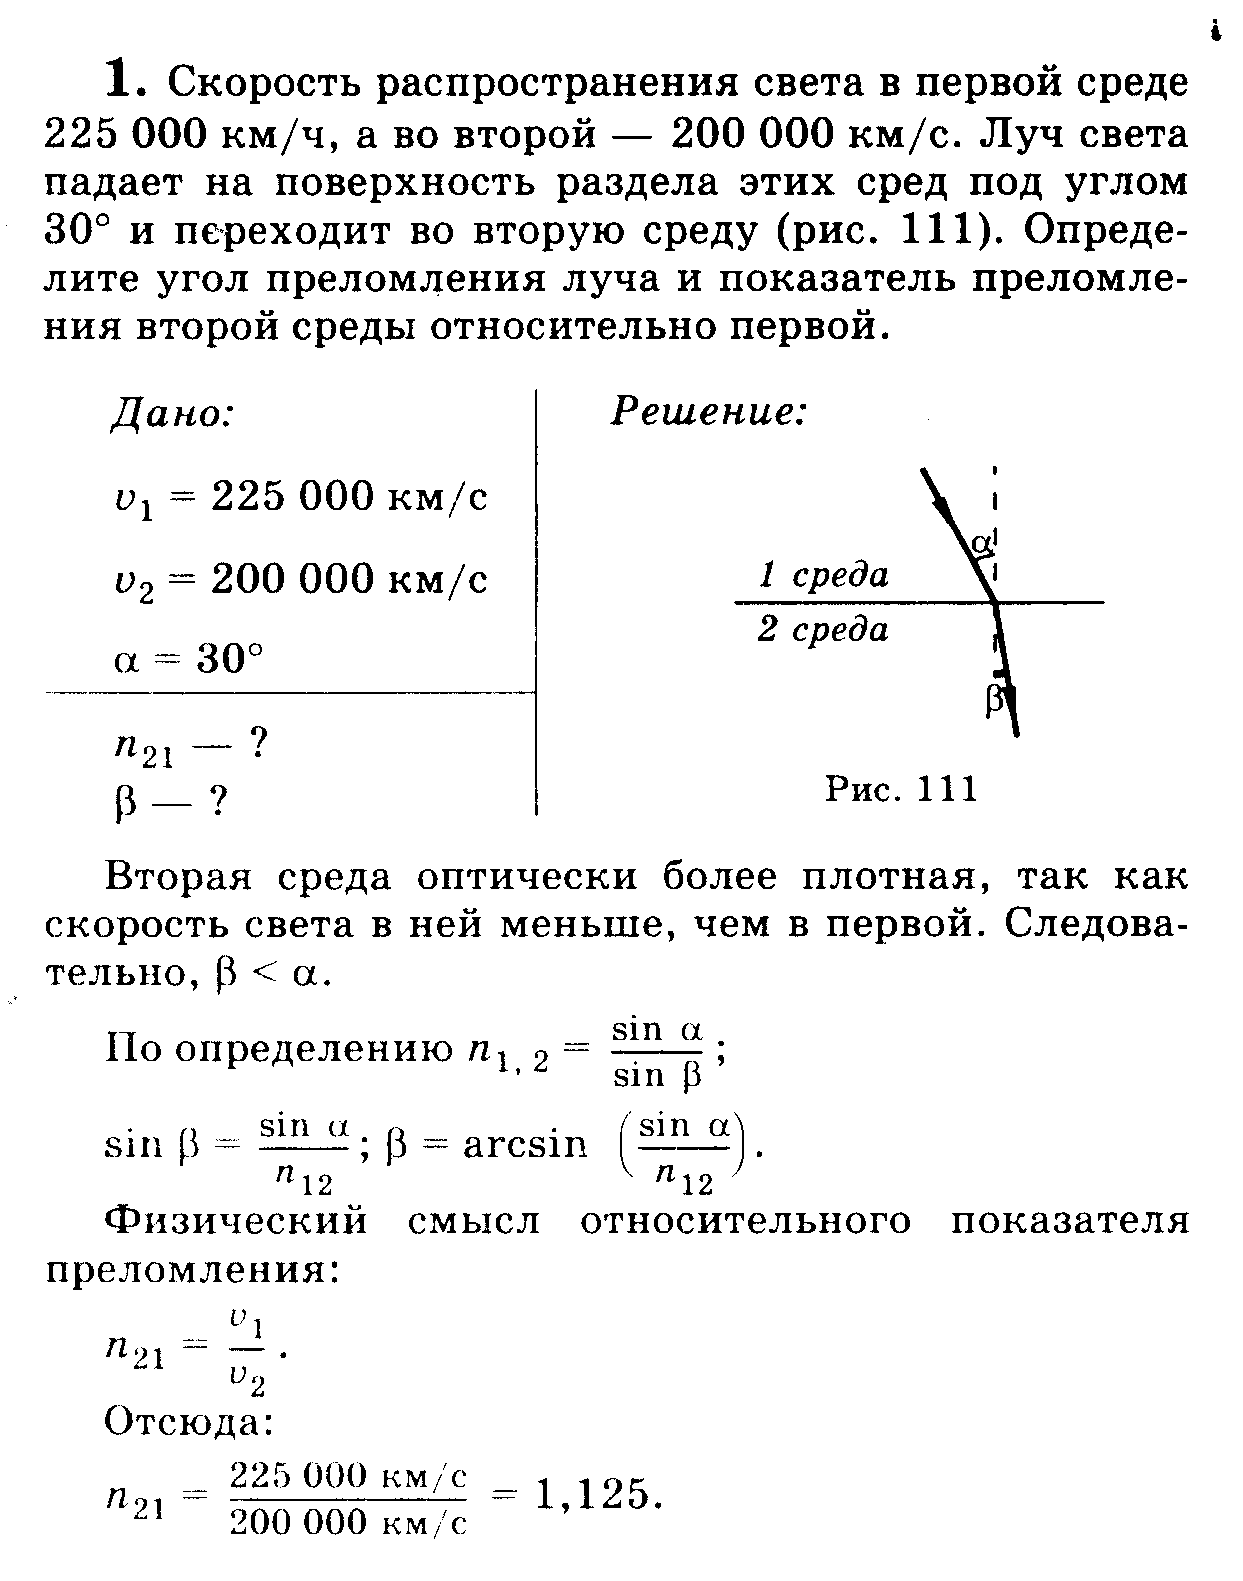 1. Скорость распространения света в первой среде
225 000 км/ч, а во второй — 200 000 км/с. Луч света
падает на поверхность раздела этих сред под углом
30° и переходит во вторую среду (рис. 111). Опреде-
лите угол преломления луча и показатель преломле-
ния второй среды относительно первой.
Дано:
υ₁ = 225 000 км/с
υ₂ = 200 000 км/с
α = 30°
n₂₁ — ?
β — ?
Решение:
α
1 среда
2 среда
β
Рис. 111
Вторая среда оптически более плотная, так как
скорость света в ней меньше, чем в первой. Следова-
тельно, β < α.
По определению n₁, ₂ = sin α / sin β ;
sin β = sin α / n₁₂ ; β = arcsin (sin α / n₁₂).
Физический смысл относительного показателя
преломления:
n₂₁ = υ₁ / υ₂ .
Отсюда:
n₂₁ = 225 000 км/с / 200 000 км/с = 1,125.